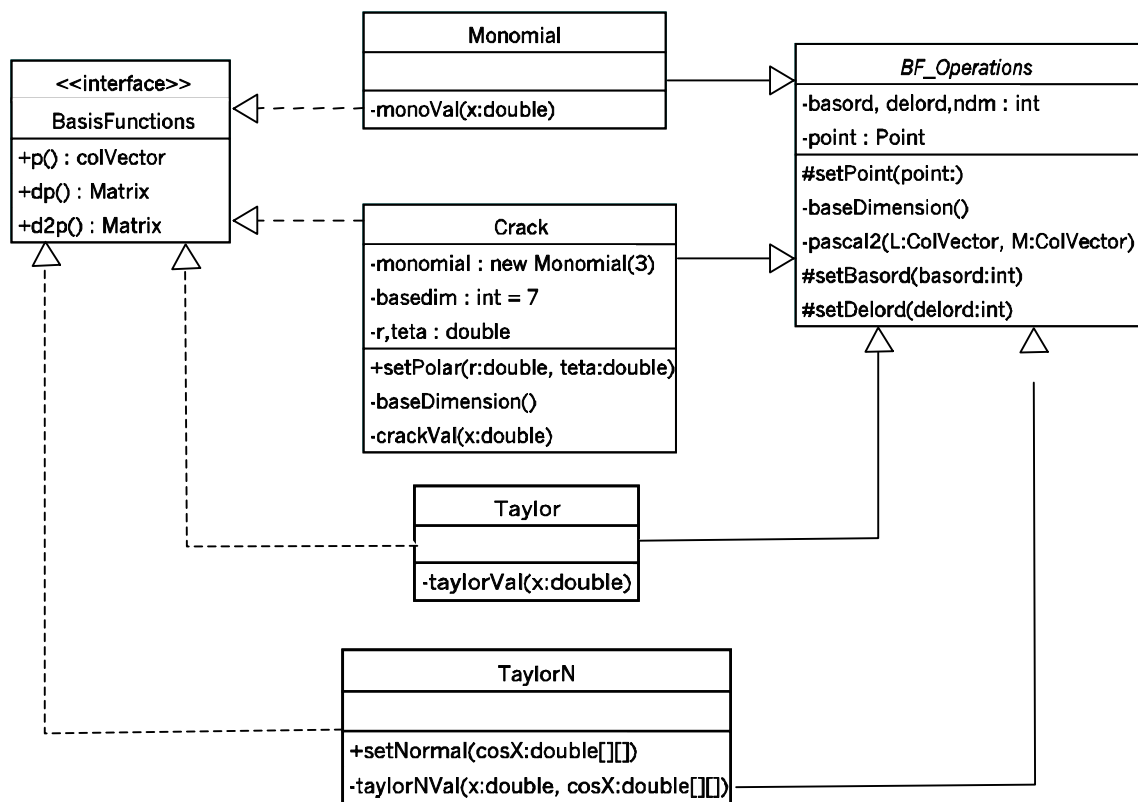 Monomial
-monoVal(x:double)
<<interface>>
BasisFunctions
+p() : colVector
+dp() : Matrix
+d2p() : Matrix
BF_Operations
-basord, delord,ndm : int
-point : Point
#setPoint(point:)
-baseDimension()
-pascal2(L:ColVector, M:ColVector)
#setBasord(basord:int)
#setDelord(delord:int)
Crack
-monomial : new Monomial(3)
-basedim : int = 7
-r,teta : double
+setPolar(r:double, teta:double)
-baseDimension()
-crackVal(x:double)
Taylor
-taylorVal(x:double)
TaylorN
+setNormal(cosX:double[][])
-taylorNVal(x:double, cosX:double[][])